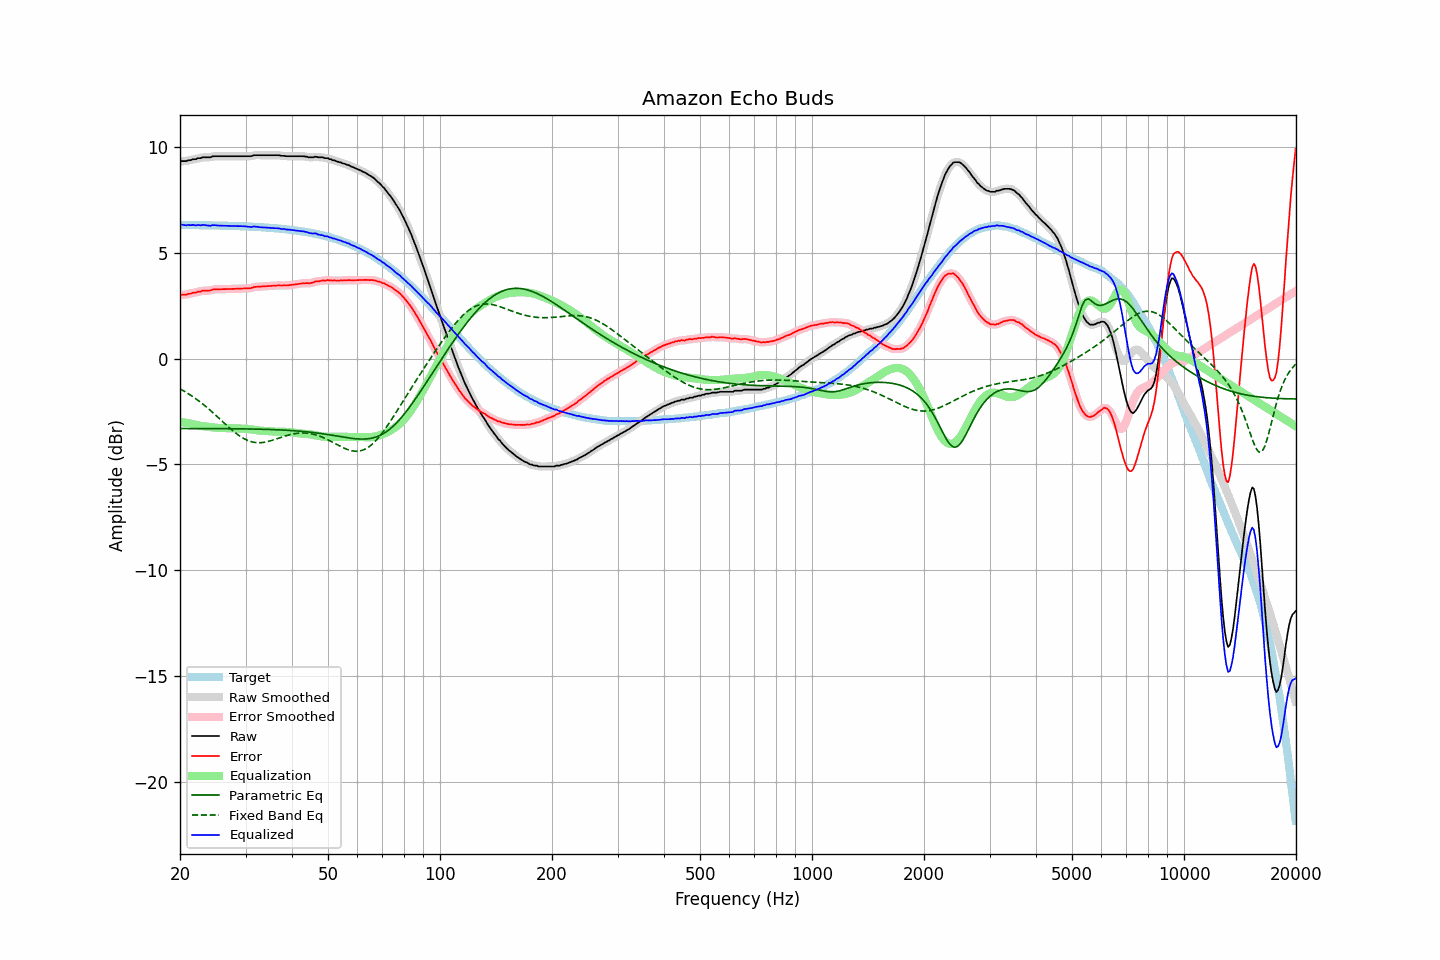 Amazon Echo Buds
10
5
0
−5
−10
−15
−20
Amplitude (dBr)
Target
Raw Smoothed
Error Smoothed
Raw
Error
Equalization
Parametric Eq
Fixed Band Eq
Equalized
20 50 100 200 500 1000 2000 5000 10000 20000
Frequency (Hz)